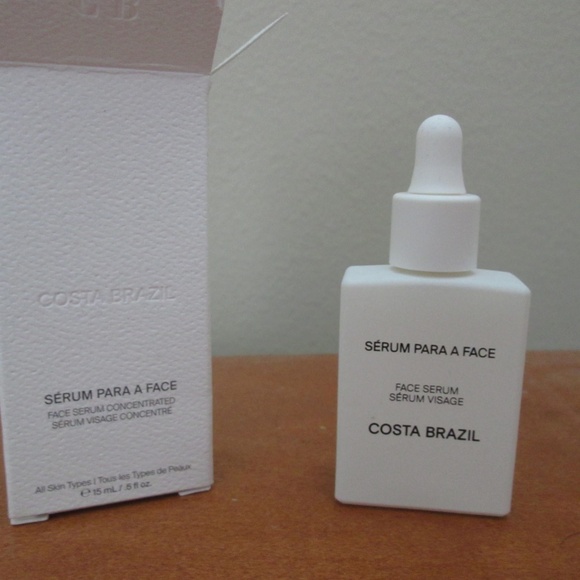 COSTA BRAZIL
SÉRUM PARA A FACE
FACE SERUM CONCENTRATED
SÉRUM VISAGE CONCENTRÉ
All Skin Types | Tous les Types de Peaux
℮ 15 mL / .5 fl oz.
SÉRUM PARA A FACE
FACE SERUM
SÉRUM VISAGE
COSTA BRAZIL